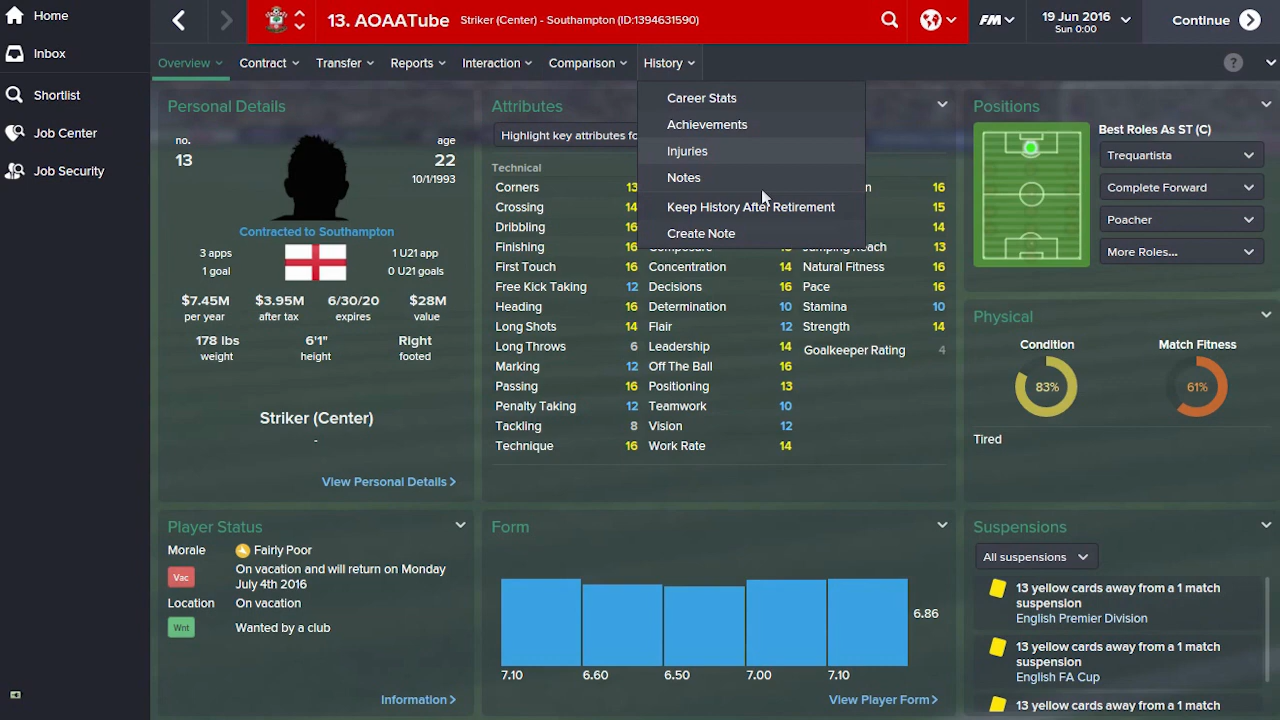 Home
Inbox
Shortlist
Job Center
Job Security
13. AOAATube
Striker (Center) - Southampton (ID:1394631590)
FM
19 Jun 2016
Sun 0:00
Continue
Overview
Contract
Transfer
Reports
Interaction
Comparison
History
?
Career Stats
Achievements
Injuries
Notes
Keep History After Retirement
Create Note
Personal Details
no.
13
age
22
10/1/1993
Contracted to Southampton
3 apps
1 goal
1 U21 app
0 U21 goals
$7.45M
per year
$3.95M
after tax
6/30/20
expires
$28M
value
178 lbs
weight
6'1"
height
Right
footed
Striker (Center)
-
View Personal Details >
Attributes
Highlight key attributes fo
Technical
Corners 13
Crossing 14
Dribbling 16
Finishing 16
First Touch 16
Free Kick Taking 12
Heading 16
Long Shots 14
Long Throws 6
Marking 12
Passing 16
Penalty Taking 12
Tackling 8
Technique 16
Concentration 14
Decisions 16
Determination 10
Flair 12
Leadership 14
Off The Ball 16
Positioning 13
Teamwork 10
Vision 12
Work Rate 14
n 16
15
16
13
Natural Fitness 16
Pace 16
Stamina 10
Strength 14
Goalkeeper Rating 4
Positions
Best Roles As ST (C)
Trequartista
Complete Forward
Poacher
More Roles...
Physical
Condition
83%
Match Fitness
61%
Tired
Player Status
Morale
Fairly Poor
Vac
On vacation and will return on Monday
July 4th 2016
Location
On vacation
Wnt
Wanted by a club
Information >
Form
6.86
7.10
6.60
6.50
7.00
7.10
View Player Form >
Suspensions
All suspensions
13 yellow cards away from a 1 match
suspension
English Premier Division
13 yellow cards away from a 1 match
suspension
English FA Cup
13 yellow cards away from a 1 match